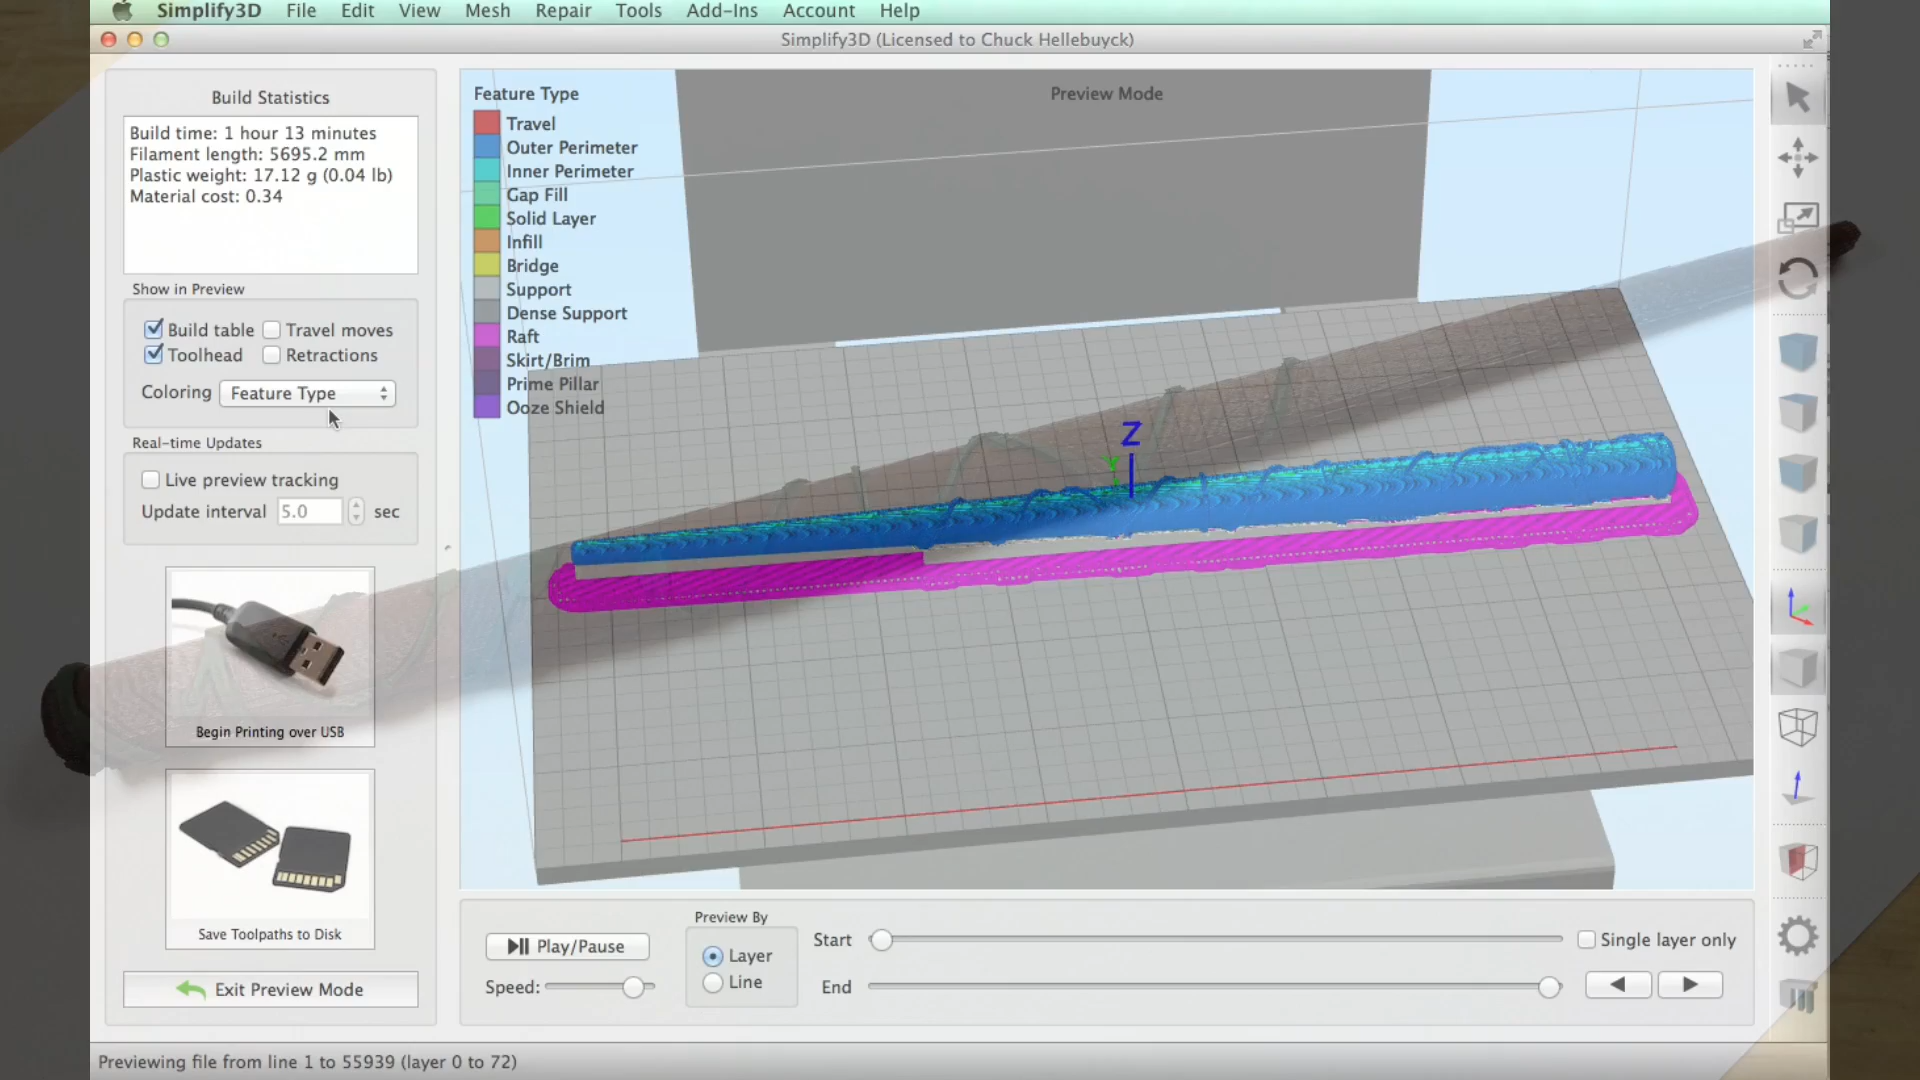 Simplify3D File Edit View Mesh Repair Tools Add-Ins Account Help
Simplify3D (Licensed to Chuck Hellebuyck)
Build Statistics
Build time: 1 hour 13 minutes
Filament length: 5695.2 mm
Plastic weight: 17.12 g (0.04 lb)
Material cost: 0.34
Show in Preview
Build table Travel moves
Toolhead Retractions
Coloring Feature Type
Real-time Updates
Live preview tracking
Update interval 5.0 sec
Begin Printing over USB
Save Toolpaths to Disk
Exit Preview Mode
Feature Type
Travel
Outer Perimeter
Inner Perimeter
Gap Fill
Solid Layer
Infill
Bridge
Support
Dense Support
Raft
Skirt/Brim
Prime Pillar
Ooze Shield
Preview Mode
Z
Y
Play/Pause
Speed:
Preview By
Layer
Line
Start
End
Single layer only
Previewing file from line 1 to 55939 (layer 0 to 72)